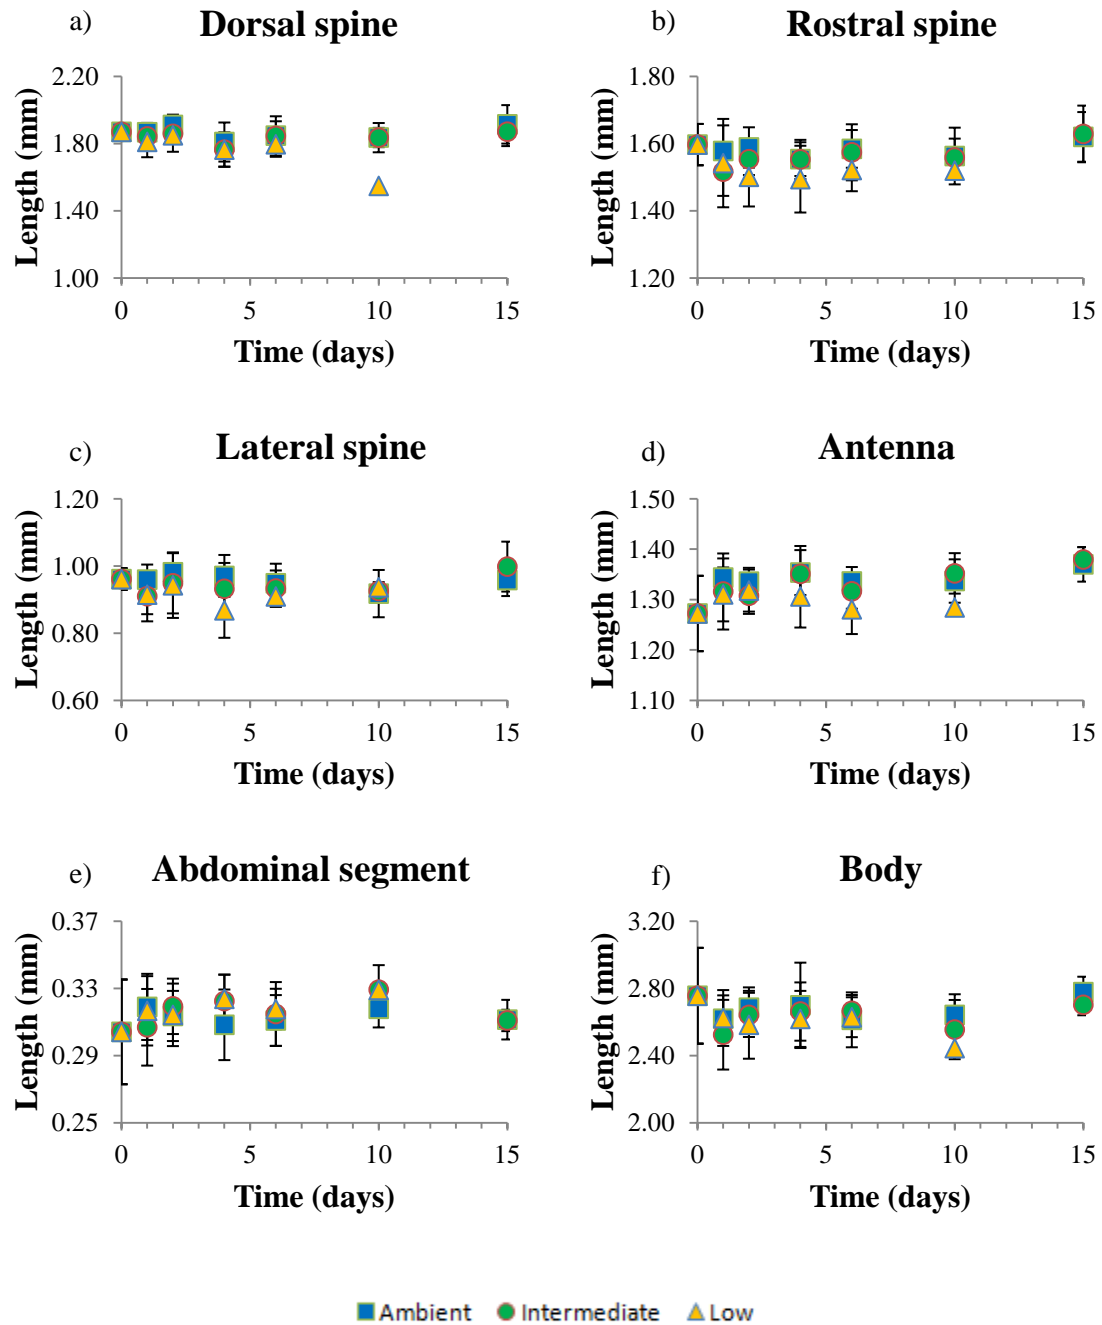 a) Dorsal spine
b) Rostral spine
Length (mm)
2.20
1.80
1.40
1.00
0 5 10 15
Time (days)
Length (mm)
1.80
1.60
1.40
1.20
0 5 10 15
Time (days)
c) Lateral spine
d) Antenna
Length (mm)
1.20
1.00
0.80
0.60
0 5 10 15
Time (days)
Length (mm)
1.50
1.40
1.30
1.20
1.10
0 5 10 15
Time (days)
e) Abdominal segment
f) Body
Length (mm)
0.37
0.33
0.29
0.25
0 5 10 15
Time (days)
Length (mm)
3.20
2.80
2.40
2.00
0 5 10 15
Time (days)
Ambient Intermediate Low